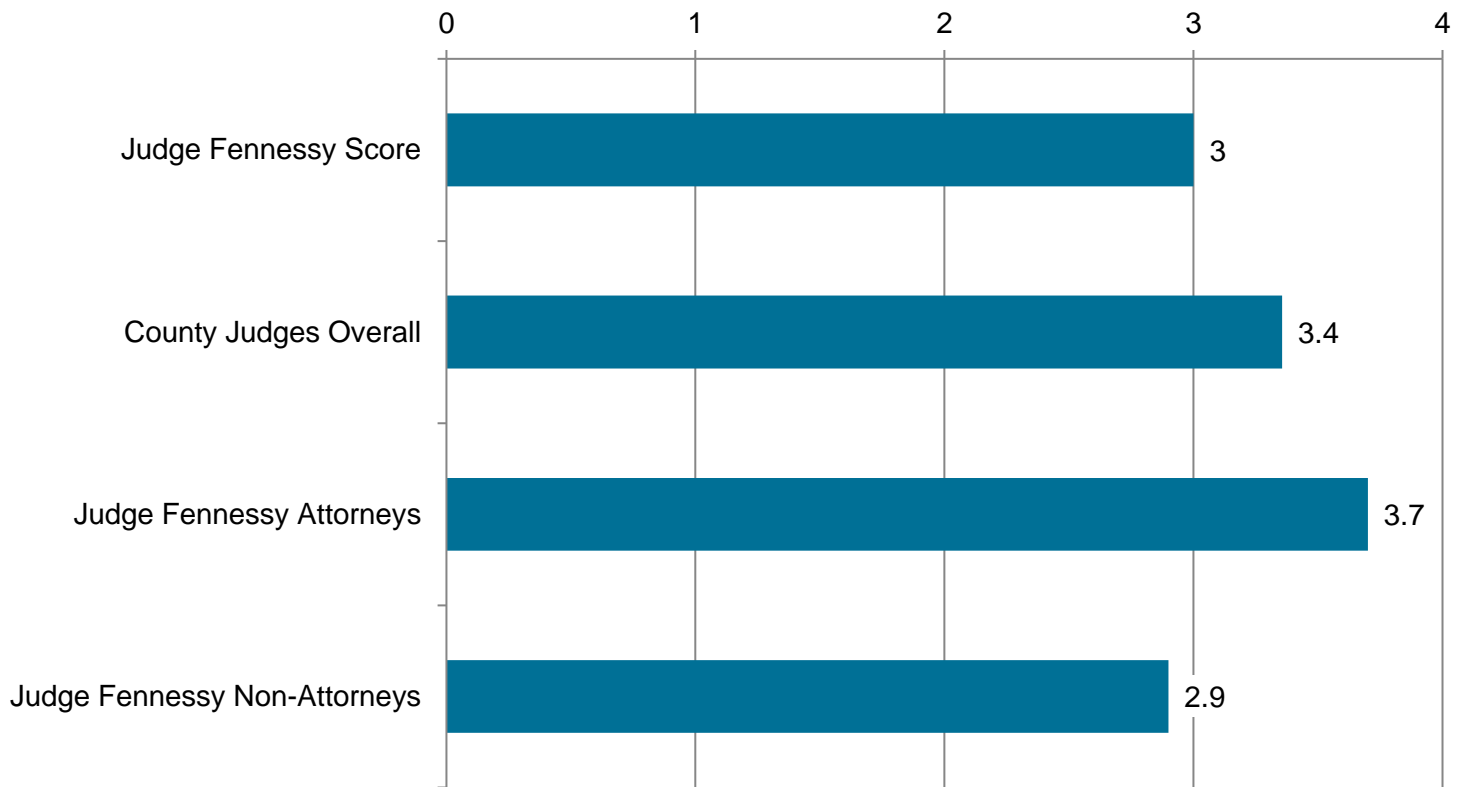 0 1 2 3 4
Judge Fennessy Score 3
County Judges Overall 3.4
Judge Fennessy Attorneys 3.7
Judge Fennessy Non-Attorneys 2.9